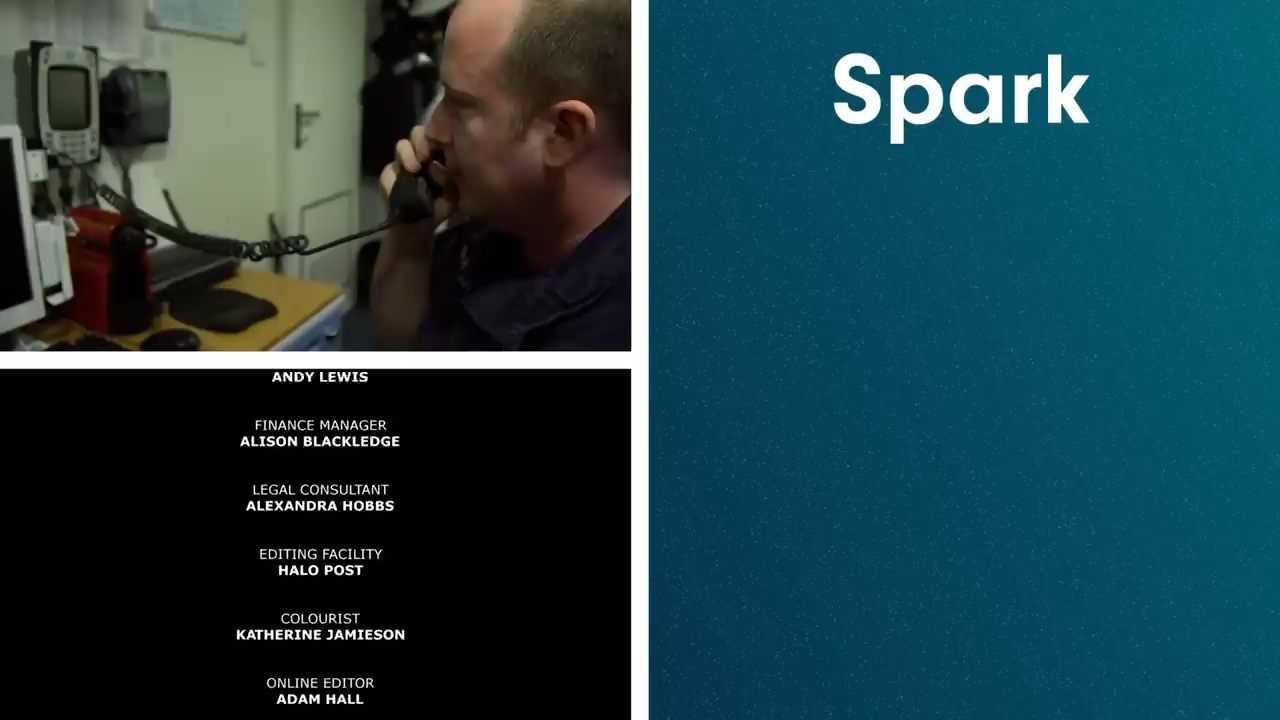 Spark
ANDY LEWIS
FINANCE MANAGER
ALISON BLACKLEDGE
LEGAL CONSULTANT
ALEXANDRA HOBBS
EDITING FACILITY
HALO POST
COLOURIST
KATHERINE JAMIESON
ONLINE EDITOR
ADAM HALL